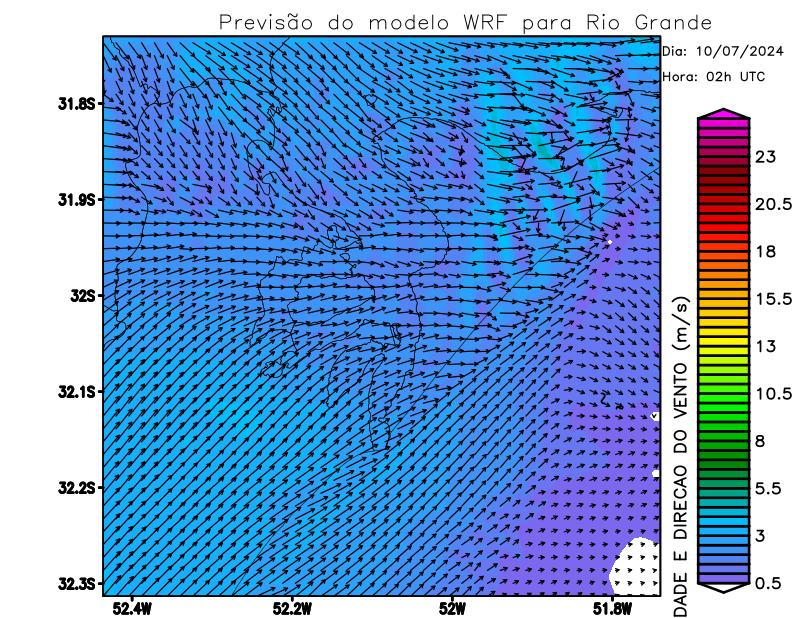 Previsão do modelo WRF para Rio Grande
Dia: 10/07/2024
Hora: 02h UTC
31.8S
31.9S
32S
32.1S
32.2S
32.3S
52.4W
52.2W
52W
51.8W
23
20.5
18
15.5
13
10.5
8
5.5
3
0.5
DADE E DIRECAO DO VENTO (m/s)